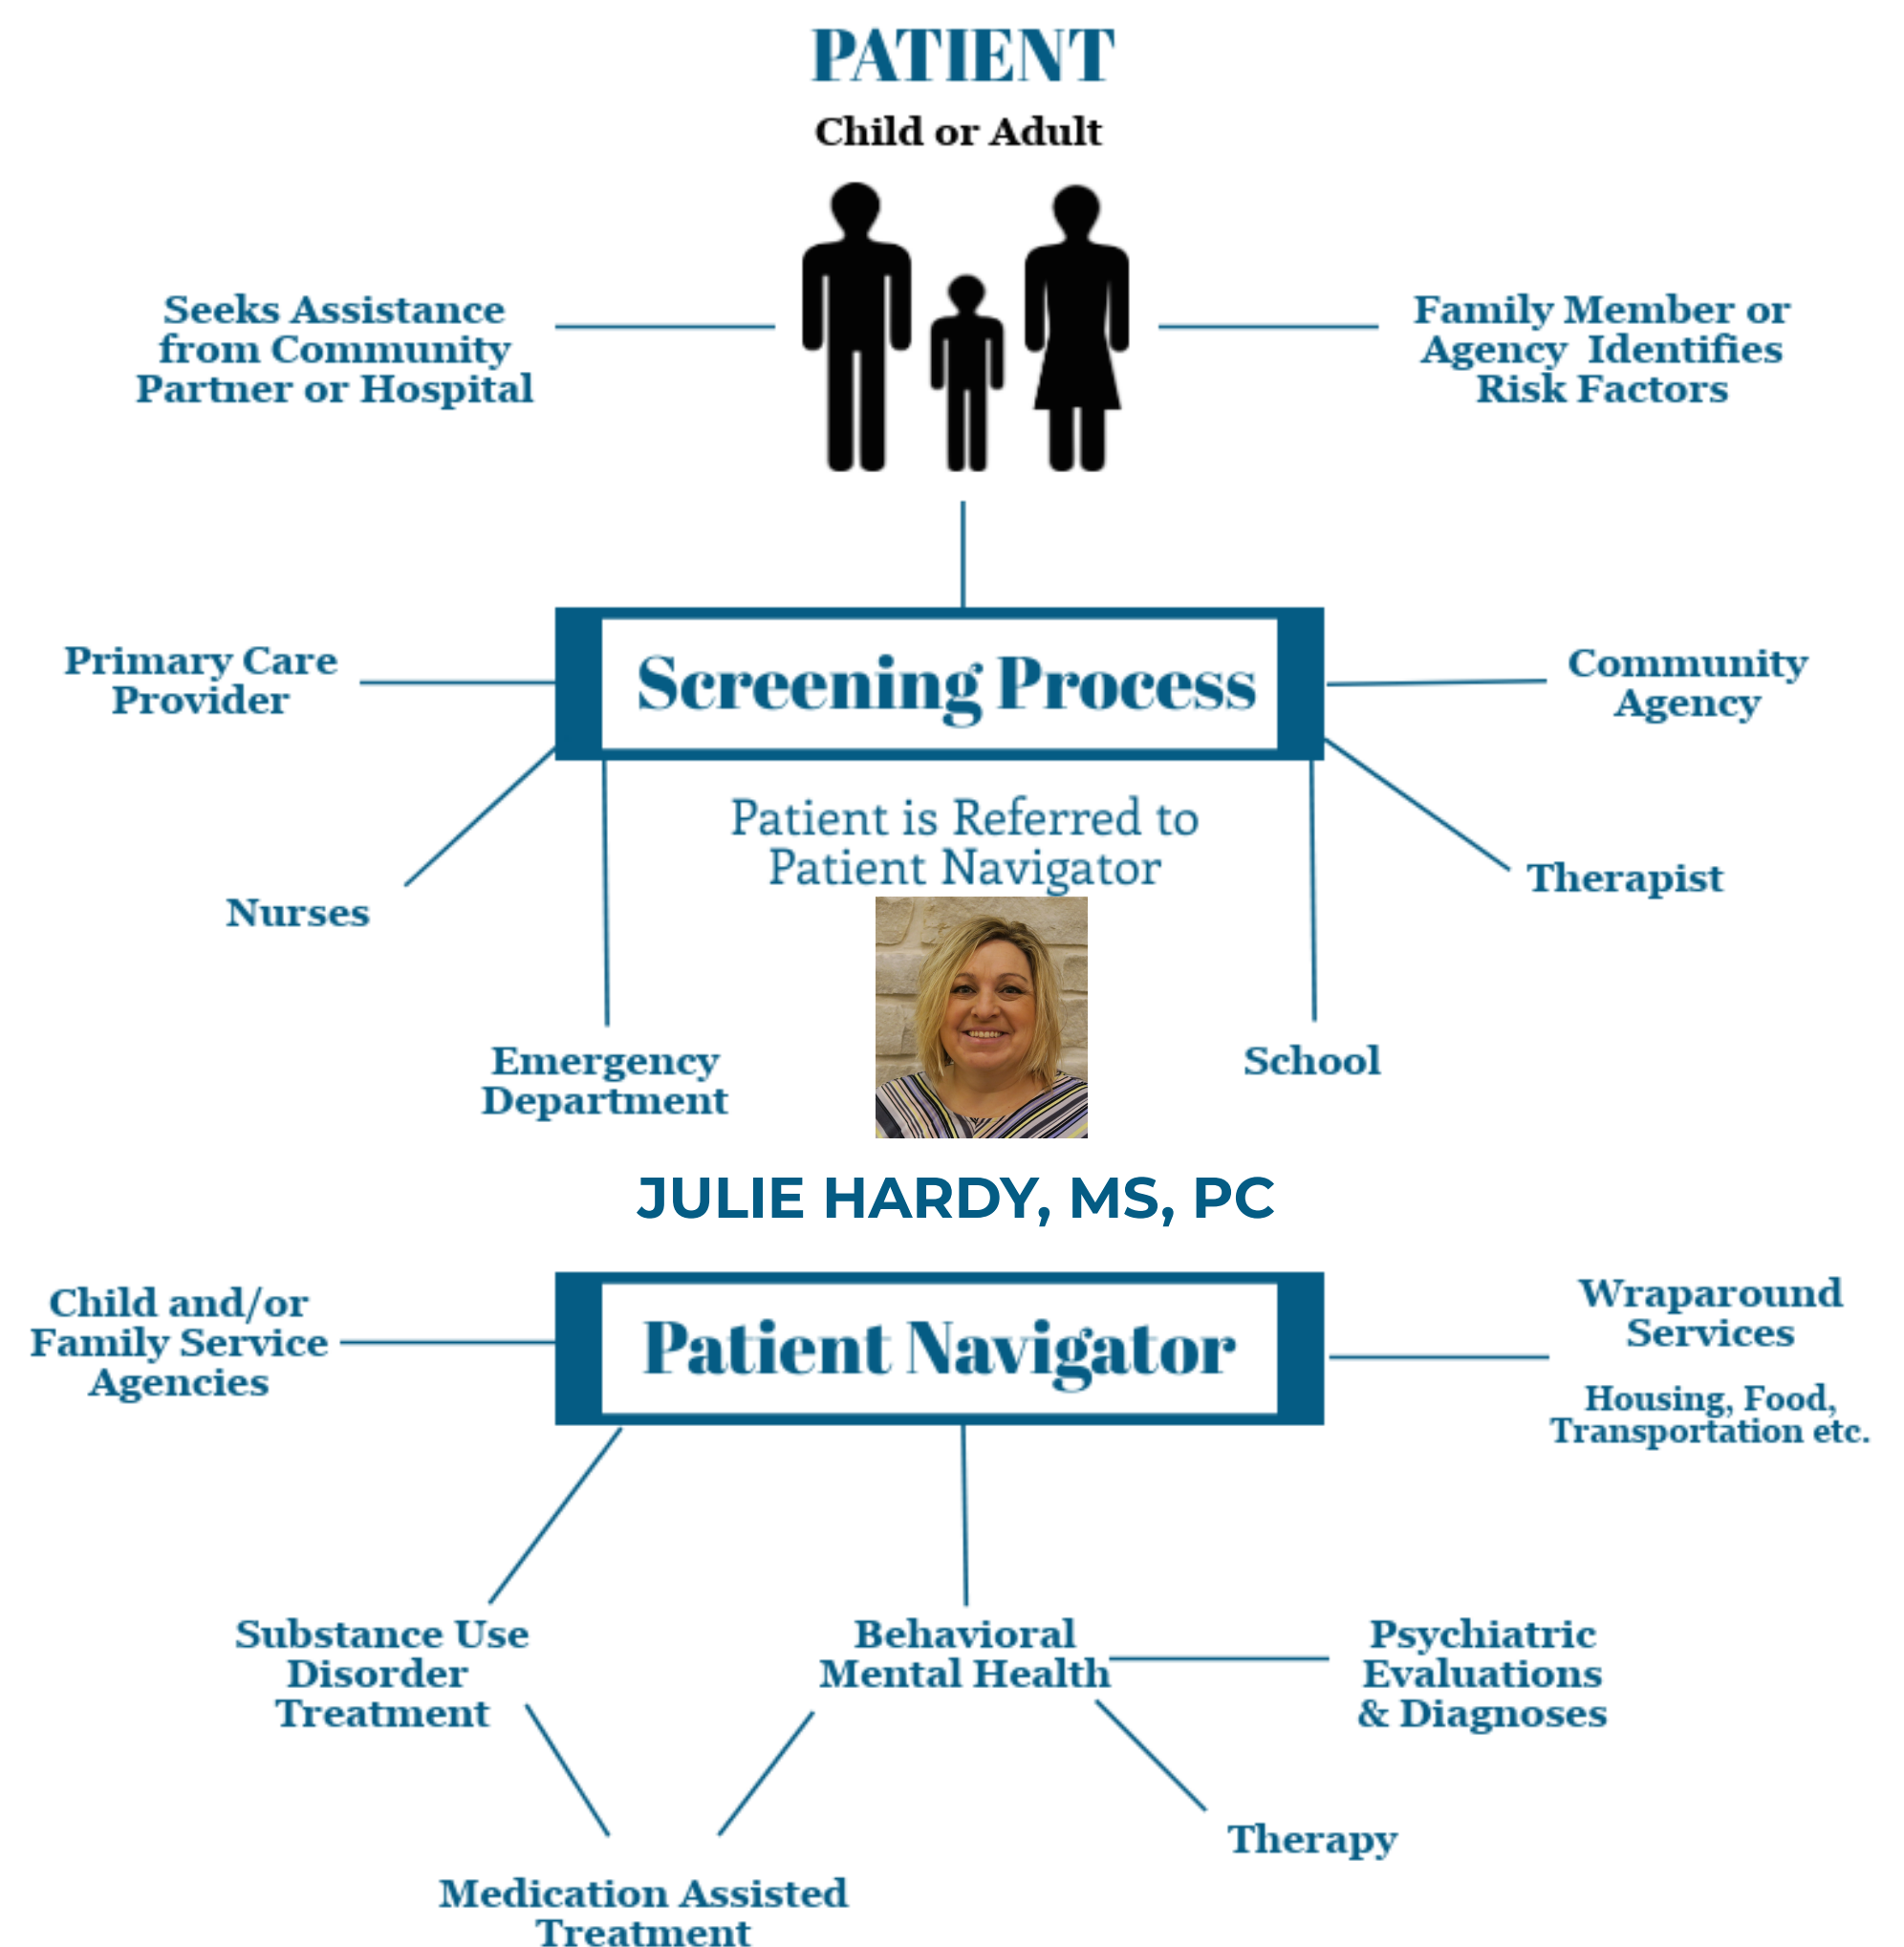 PATIENT
Child or Adult
Seeks Assistance
from Community
Partner or Hospital
Family Member or
Agency Identifies
Risk Factors
Screening Process
Primary Care
Provider
Community
Agency
Patient is Referred to
Patient Navigator
Nurses
Therapist
Emergency
Department
School
JULIE HARDY, MS, PC
Patient Navigator
Child and/or
Family Service
Agencies
Wraparound
Services
Housing, Food,
Transportation etc.
Substance Use
Disorder
Treatment
Behavioral
Mental Health
Psychiatric
Evaluations
& Diagnoses
Therapy
Medication Assisted
Treatment